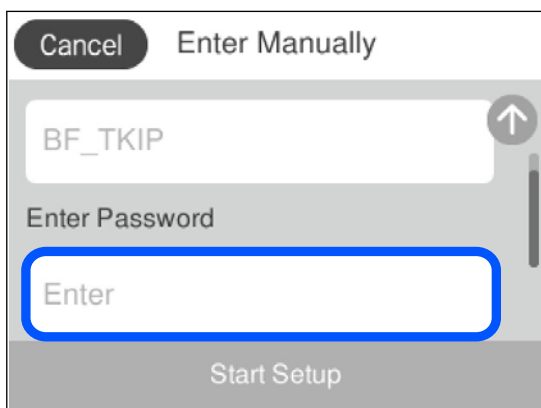 Cancel Enter Manually
BF_TKIP
Enter Password
Enter
Start Setup